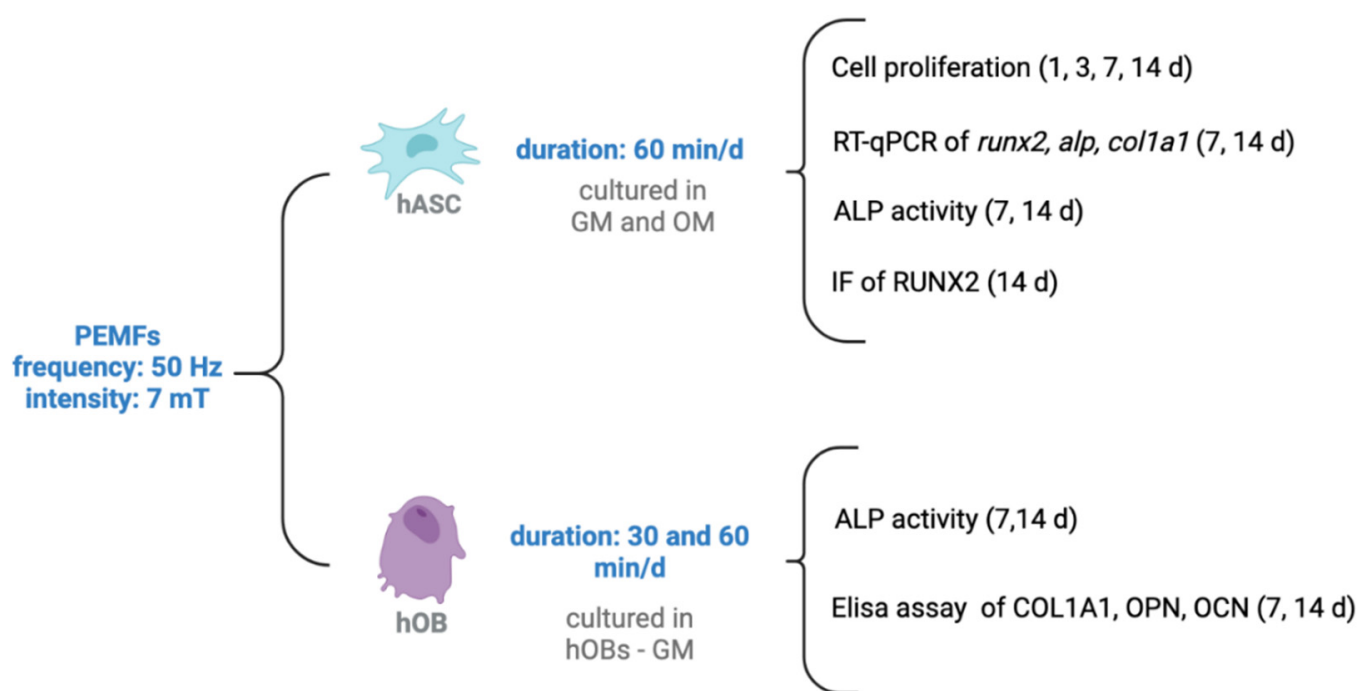 PEMFs
frequency: 50 Hz
intensity: 7 mT
hASC
duration: 60 min/d
cultured in
GM and OM
Cell proliferation (1, 3, 7, 14 d)
RT-qPCR of runx2, alp, col1a1 (7, 14 d)
ALP activity (7, 14 d)
IF of RUNX2 (14 d)
hOB
duration: 30 and 60
min/d
cultured in
hOBs - GM
ALP activity (7,14 d)
Elisa assay of COL1A1, OPN, OCN (7, 14 d)